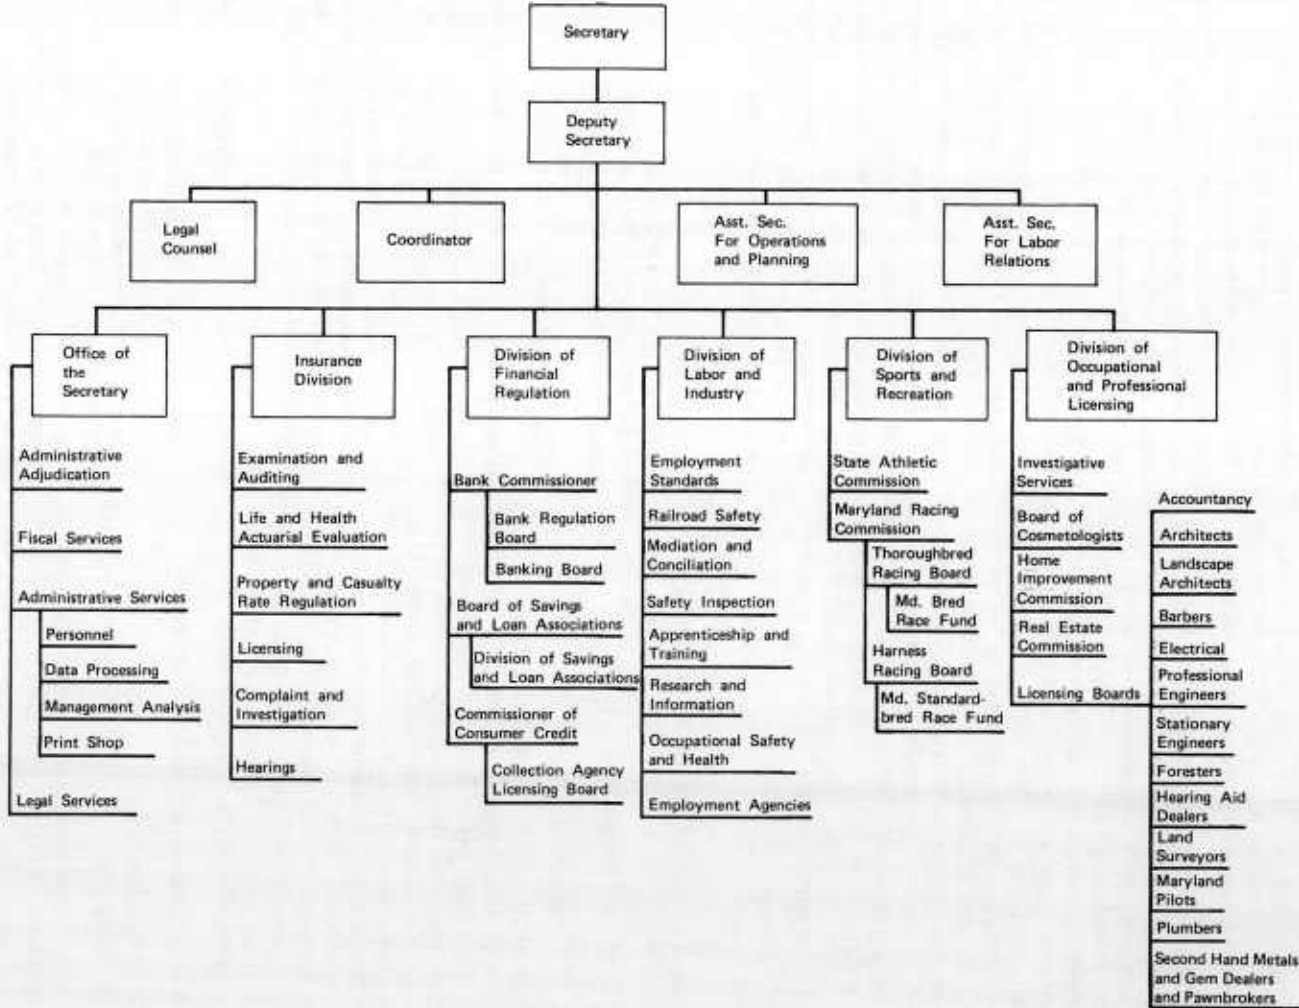 Secretary
Deputy
Secretary
Legal
Counsel
Coordinator
Asst. Sec.
For Operations
and Planning
Asst. Sec.
For Labor
Relations
Office of
the
Secretary
Administrative
Adjudication
Fiscal Services
Administrative Services
Personnel
Data Processing
Management Analysis
Print Shop
Legal Services
Insurance
Division
Examination and
Auditing
Life and Health
Actuarial Evaluation
Property and Casualty
Rate Regulation
Licensing
Complaint and
Investigation
Hearings
Division of
Financial
Regulation
Bank Commissioner
Bank Regulation
Board
Banking Board
Board of Savings
and Loan Associations
Division of Savings
and Loan Associations
Commissioner of
Consumer Credit
Collection Agency
Licensing Board
Division of
Labor and
Industry
Employment
Standards
Railroad Safety
Mediation and
Conciliation
Safety Inspection
Apprenticeship and
Training
Research and
Information
Occupational Safety
and Health
Employment Agencies
Division of
Sports and
Recreation
State Athletic
Commission
Maryland Racing
Commission
Thoroughbred
Racing Board
Md. Bred
Race Fund
Harness
Racing Board
Md. Standard-
bred Race Fund
Division of
Occupational
and Professional
Licensing
Investigative
Services
Board of
Cosmetologists
Home
Improvement
Commission
Real Estate
Commission
Licensing Boards
Accountancy
Architects
Landscape
Architects
Barbers
Electrical
Professional
Engineers
Stationary
Engineers
Foresters
Hearing Aid
Dealers
Land
Surveyors
Maryland
Pilots
Plumbers
Second Hand Metals
and Gem Dealers
and Pawnbrokers